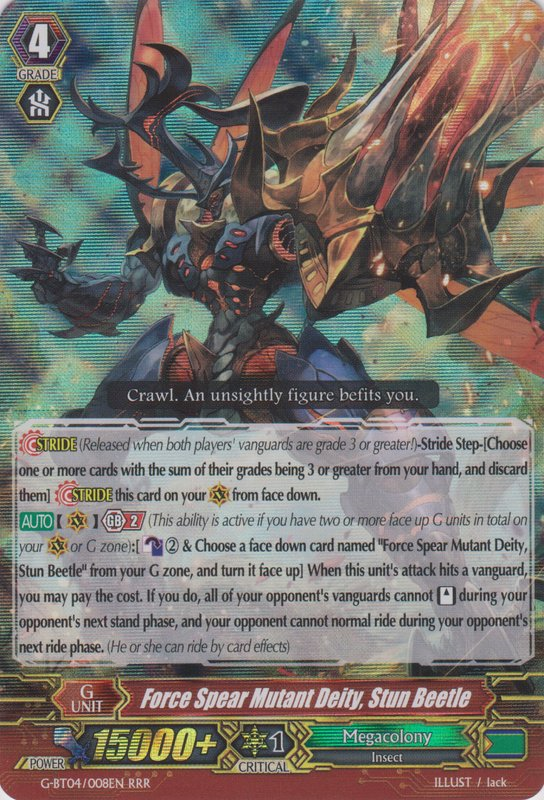 4
GRADE
Crawl. An unsightly figure befits you.
STRIDE (Released when both players' vanguards are grade 3 or greater!)-Stride Step-[Choose
one or more cards with the sum of their grades being 3 or greater from your hand, and discard
them] STRIDE this card on your from face down.
AUTO【 】GB 2 (This ability is active if you have two or more face up G units in total on
your or G zone):[ ② & Choose a face down card named "Force Spear Mutant Deity,
Stun Beetle" from your G zone, and turn it face up] When this unit's attack hits a vanguard,
you may pay the cost. If you do, all of your opponent's vanguards cannot during your
opponent's next stand phase, and your opponent cannot normal ride during your opponent's
next ride phase. (He or she can ride by card effects)
G
UNIT
Force Spear Mutant Deity, Stun Beetle
POWER
15000+
1
CRITICAL
Megacolony
Insect
G-BT04/008EN RRR
ILLUST / lack